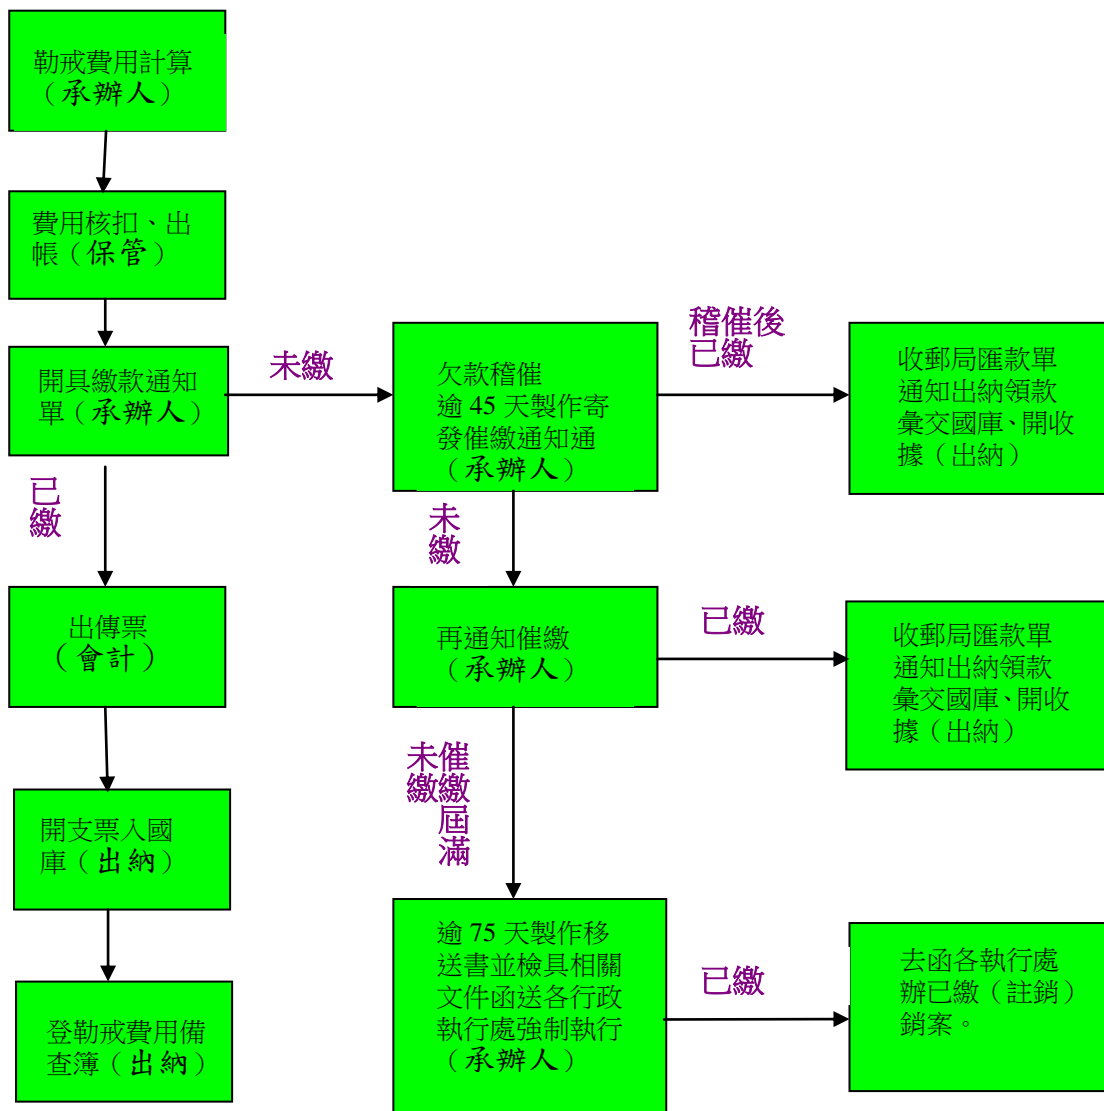 勒戒費用計算
（承辦人）
費用核扣、出
帳（保管）
開具繳款通知
單（承辦人）
未繳
欠款稽催
逾 45 天製作寄
發催繳通知通
（承辦人）
稽催後
已繳
收郵局匯款單
通知出納領款
彙交國庫、開收
據（出納）
已繳
未繳
出傳票
（會計）
再通知催繳
（承辦人）
已繳
收郵局匯款單
通知出納領款
彙交國庫、開收
據（出納）
催繳屆滿
未繳
開支票入國
庫（出納）
逾 75 天製作移
送書並檢具相關
文件函送各行政
執行處強制執行
（承辦人）
已繳
去函各執行處
辦已繳（註銷）
銷案。
登勒戒費用備
查簿（出納）